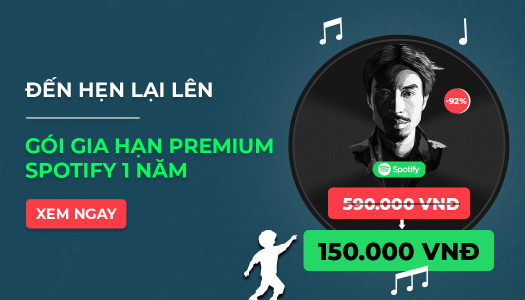 ĐẾN HẸN LẠI LÊN
GÓI GIA HẠN PREMIUM
SPOTIFY 1 NĂM
XEM NGAY
-92%
Spotify
590.000 VNĐ
150.000 VNĐ